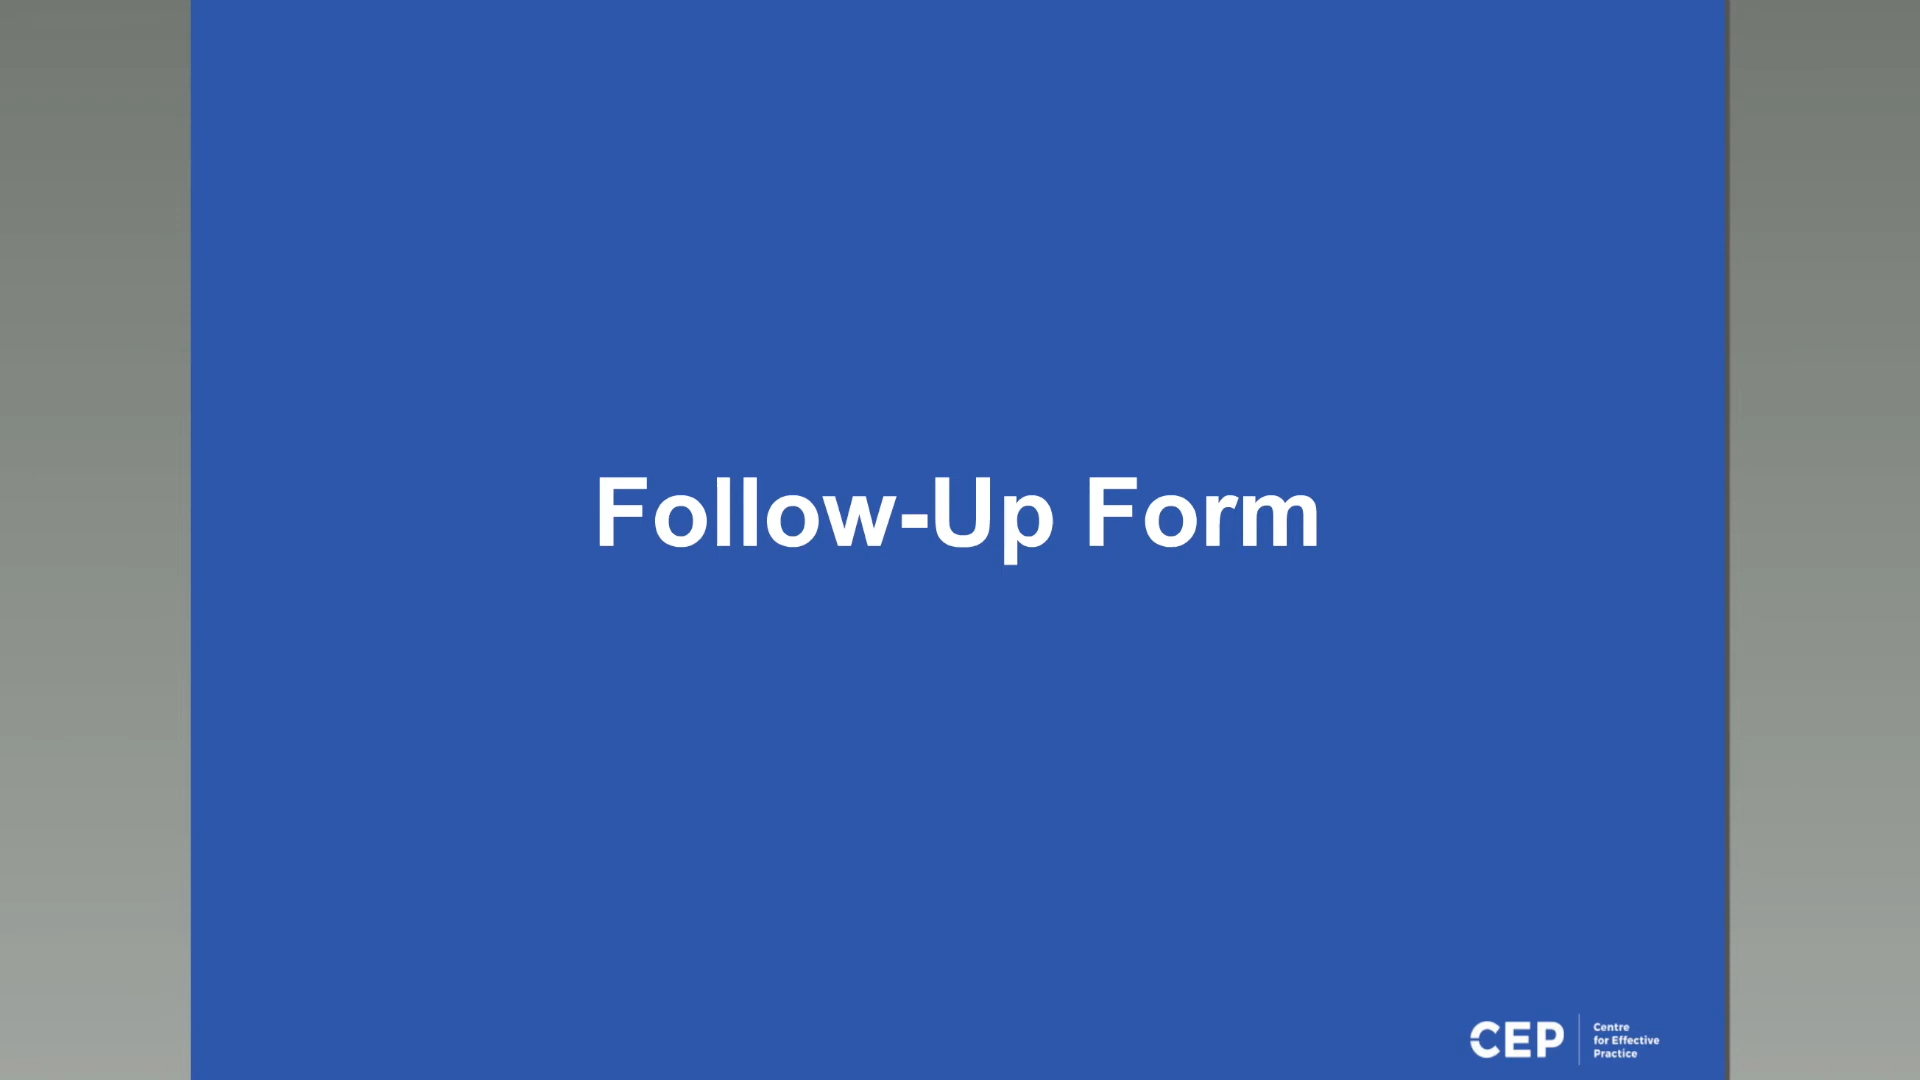 Follow-Up Form
CEP
Centre
for Effective
Practice